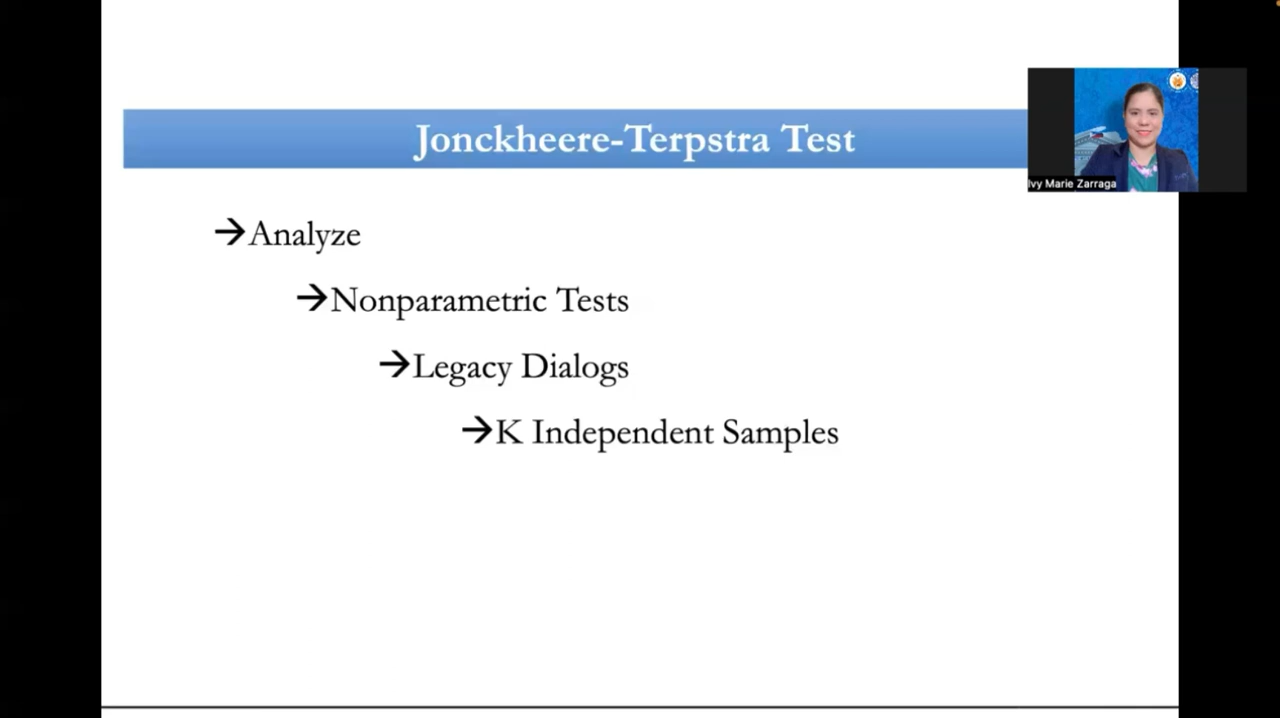 Jonckheere-Terpstra Test
Ivy Marie Zarraga
→Analyze
→Nonparametric Tests
→Legacy Dialogs
→K Independent Samples